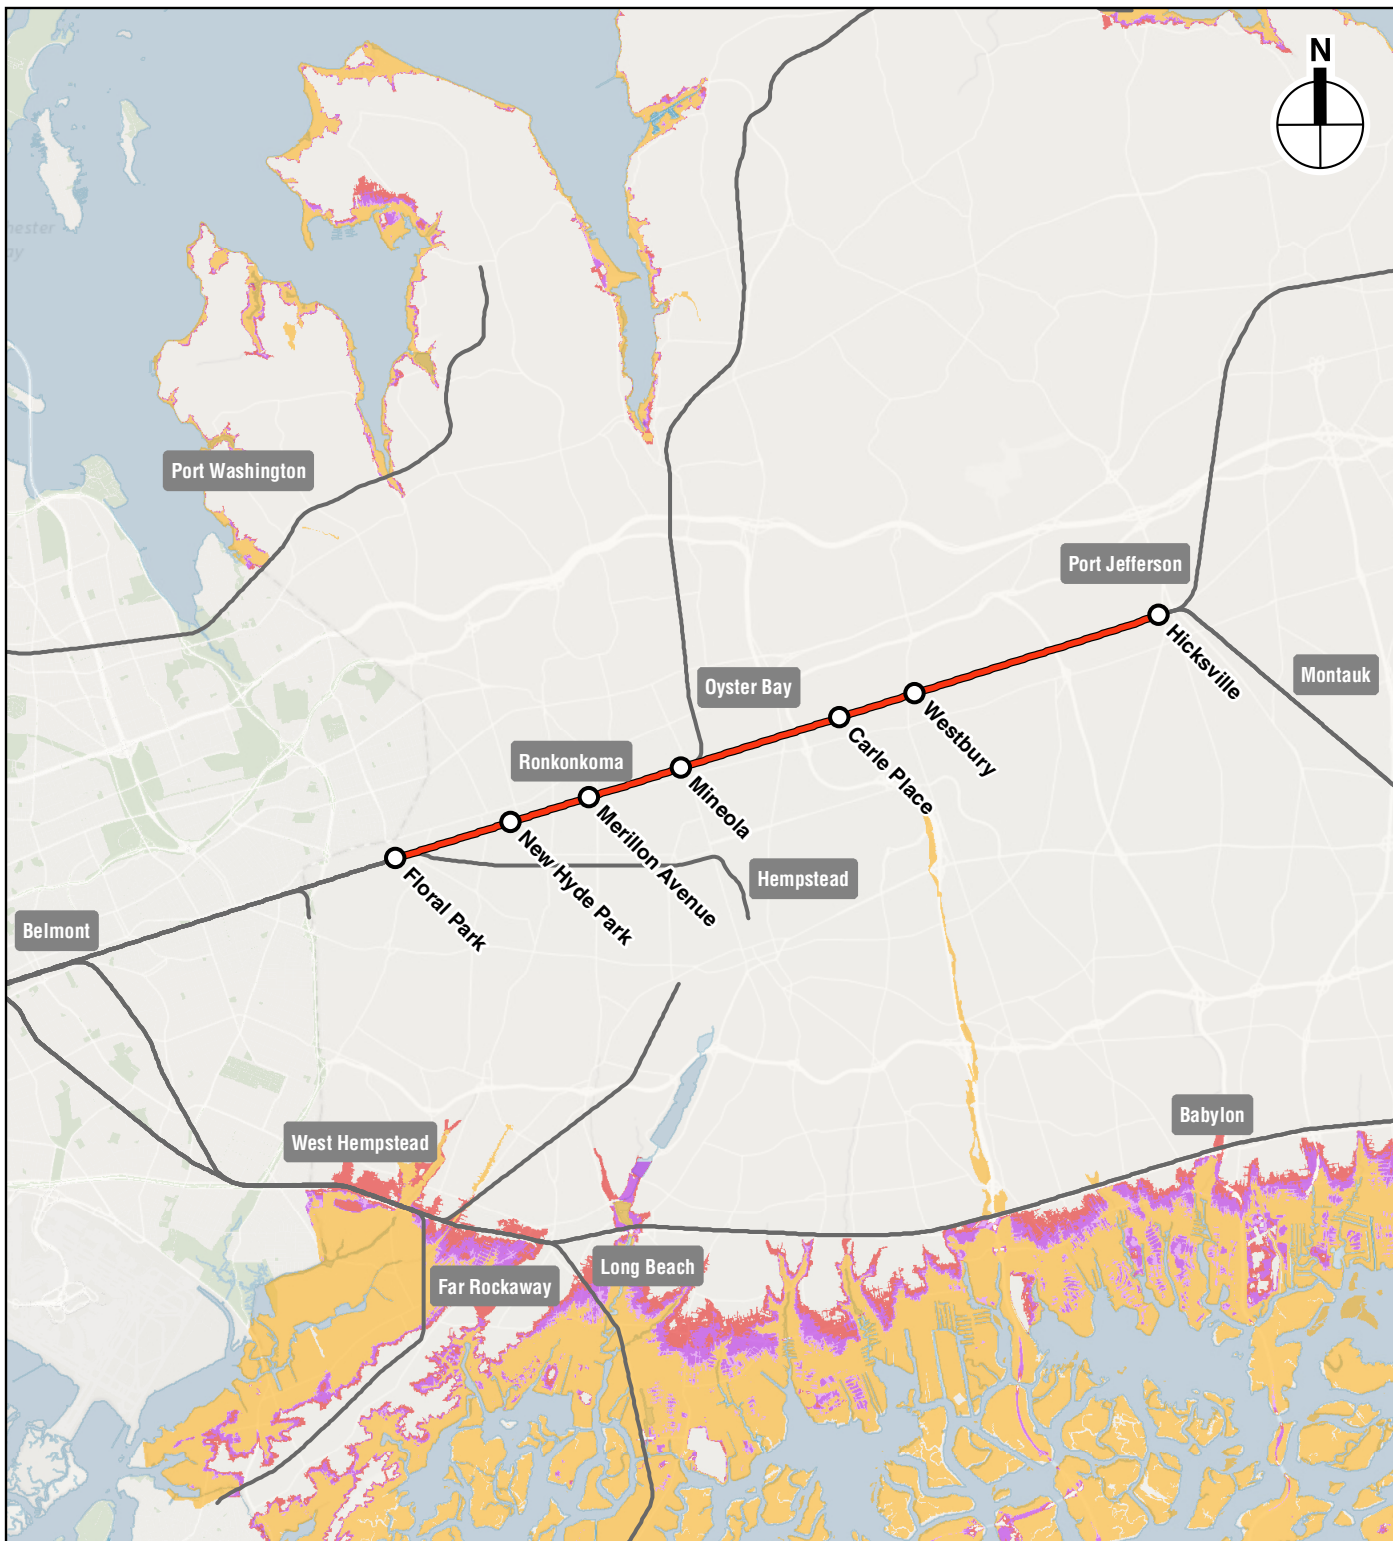 N
Port Washington
Port Jefferson
Hicksville
Montauk
Oyster Bay
Westbury
Carle Place
Ronkonkoma
Mineola
Merillon Avenue
New Hyde Park
Floral Park
Hempstead
Belmont
West Hempstead
Babylon
Long Beach
Far Rockaway